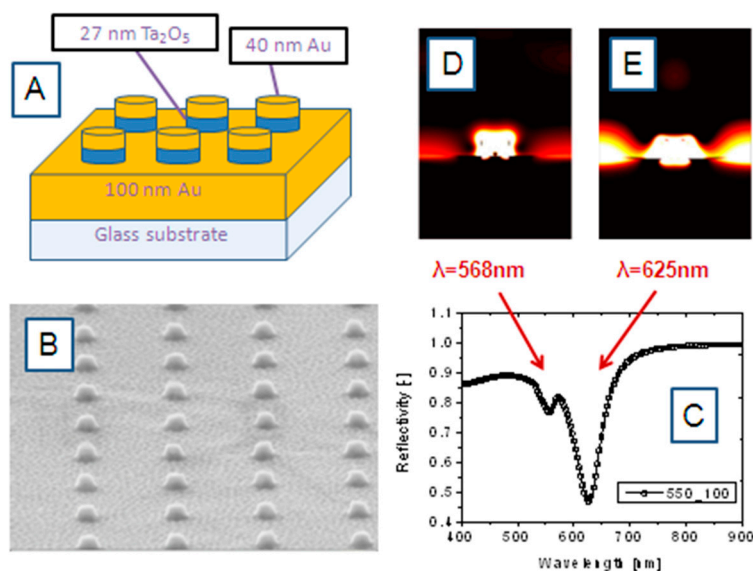 A
27 nm Ta₂O₅
40 nm Au
100 nm Au
Glass substrate
B
D
E
λ=568nm
λ=625nm
C
Reflectivity [-]
1.1
1.0
0.9
0.8
0.7
0.6
0.5
0.4
400 500 600 700 800 900
Wavelength [nm]
550_100